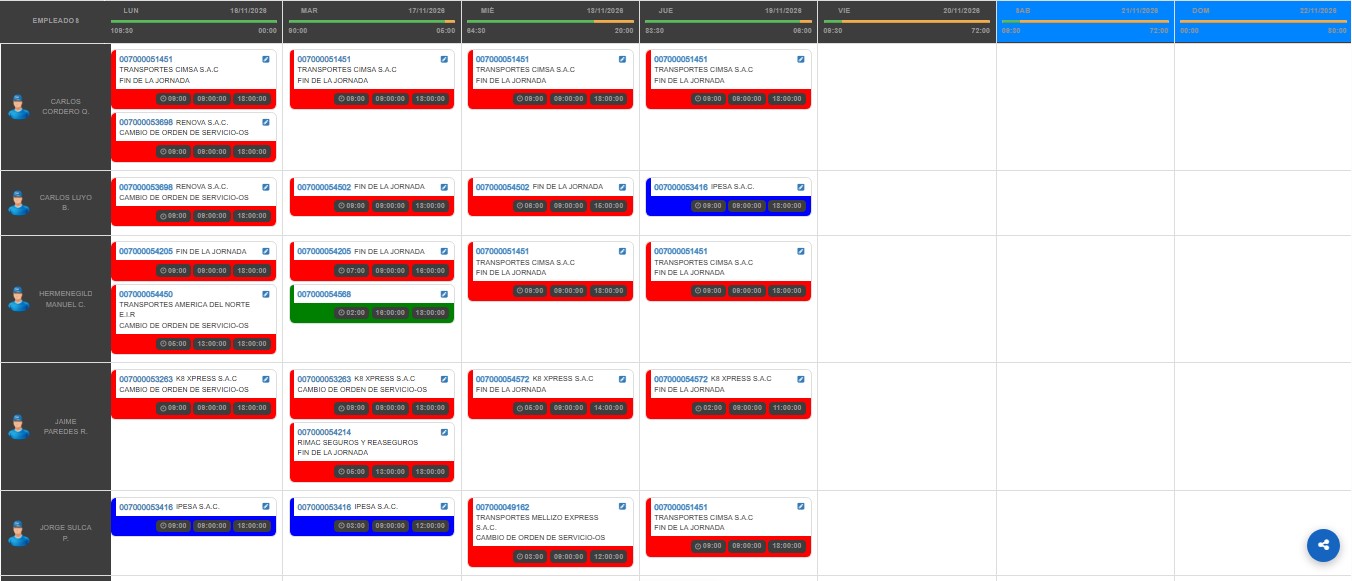 EMPLEADOS
LUN 16/11/2026
109:30 00:00
MAR 17/11/2026
90:00 05:00
MIÉ 18/11/2026
64:30 20:00
JUE 19/11/2026
83:30 06:00
VIE 20/11/2026
09:30 72:00
SAB 21/11/2026
09:30 72:00
DOM 22/11/2026
00:00
CARLOS
CORDERO Q.
007000051451
TRANSPORTES CIMSA S.A.C
FIN DE LA JORNADA
09:00 09:00:00 18:00:00
007000053698 RENOVA S.A.C.
CAMBIO DE ORDEN DE SERVICIO-OS
09:00 09:00:00 18:00:00
007000051451
TRANSPORTES CIMSA S.A.C
FIN DE LA JORNADA
09:00 09:00:00 18:00:00
007000051451
TRANSPORTES CIMSA S.A.C
FIN DE LA JORNADA
09:00 09:00:00 18:00:00
007000051451
TRANSPORTES CIMSA S.A.C
FIN DE LA JORNADA
09:00 09:00:00 18:00:00
CARLOS LUYO
B.
007000053698 RENOVA S.A.C.
CAMBIO DE ORDEN DE SERVICIO-OS
09:00 09:00:00 18:00:00
007000054502 FIN DE LA JORNADA
09:00 09:00:00 18:00:00
007000054502 FIN DE LA JORNADA
06:00 09:00:00 15:00:00
007000053416 IPESA S.A.C.
09:00 09:00:00 18:00:00
HERMENEGILD
MANUEL C.
007000054205 FIN DE LA JORNADA
09:00 09:00:00 18:00:00
007000054450
TRANSPORTES AMERICA DEL NORTE
E.I.R
CAMBIO DE ORDEN DE SERVICIO-OS
05:00 13:00:00 18:00:00
007000054205 FIN DE LA JORNADA
07:00 09:00:00 16:00:00
007000054568
02:00 16:00:00 18:00:00
007000051451
TRANSPORTES CIMSA S.A.C
FIN DE LA JORNADA
09:00 09:00:00 18:00:00
007000051451
TRANSPORTES CIMSA S.A.C
FIN DE LA JORNADA
09:00 09:00:00 18:00:00
JAIME
PAREDES R.
007000053263 K8 XPRESS S.A.C
CAMBIO DE ORDEN DE SERVICIO-OS
09:00 09:00:00 18:00:00
007000053263 K8 XPRESS S.A.C
CAMBIO DE ORDEN DE SERVICIO-OS
09:00 09:00:00 18:00:00
007000054214
RIMAC SEGUROS Y REASEGUROS
FIN DE LA JORNADA
05:00 13:00:00 18:00:00
007000054572 K8 XPRESS S.A.C
FIN DE LA JORNADA
05:00 09:00:00 14:00:00
007000054572 K8 XPRESS S.A.C
FIN DE LA JORNADA
02:00 09:00:00 11:00:00
JORGE SULCA
P.
007000053416 IPESA S.A.C.
09:00 09:00:00 18:00:00
007000053416 IPESA S.A.C.
03:00 09:00:00 12:00:00
007000049162
TRANSPORTES MELLIZO EXPRESS
S.A.C.
CAMBIO DE ORDEN DE SERVICIO-OS
03:00 09:00:00 12:00:00
007000051451
TRANSPORTES CIMSA S.A.C
FIN DE LA JORNADA
09:00 09:00:00 18:00:00